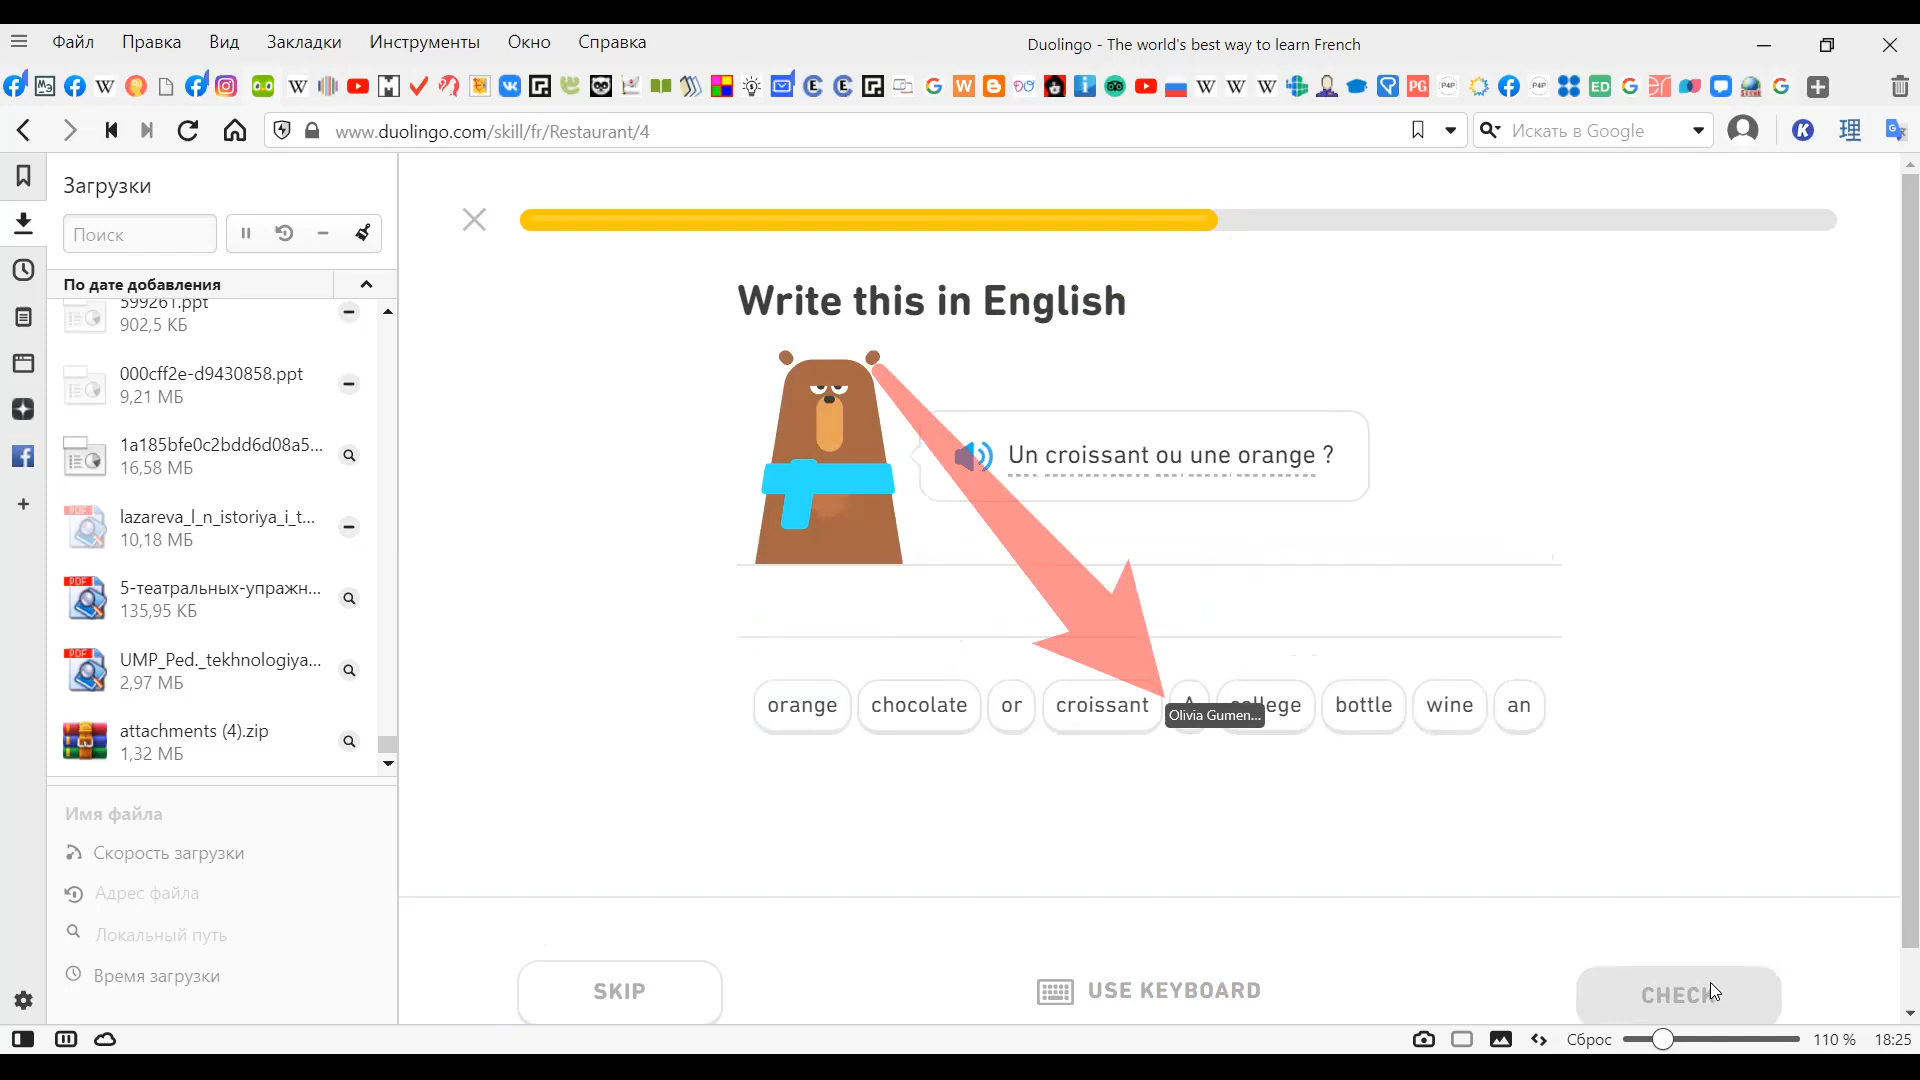 Файл Правка Вид Закладки Инструменты Окно Справка
Duolingo - The world's best way to learn French
www.duolingo.com/skill/fr/Restaurant/4
Искать в Google
Загрузки
Поиск
По дате добавления
599261.ppt
902,5 КБ
000cff2e-d9430858.ppt
9,21 МБ
1a185bfe0c2bdd6d08a5...
16,58 МБ
lazareva_l_n_istoriya_i_t...
10,18 МБ
5-театральных-упражн...
135,95 КБ
UMP_Ped._tekhnologiya...
2,97 МБ
attachments (4).zip
1,32 МБ
Имя файла
Скорость загрузки
Адрес файла
Локальный путь
Время загрузки
Write this in English
Un croissant ou une orange ?
orange chocolate or croissant A college bottle wine an
Olivia Gumen...
SKIP
USE KEYBOARD
CHECK
Сброс
110 %
18:25